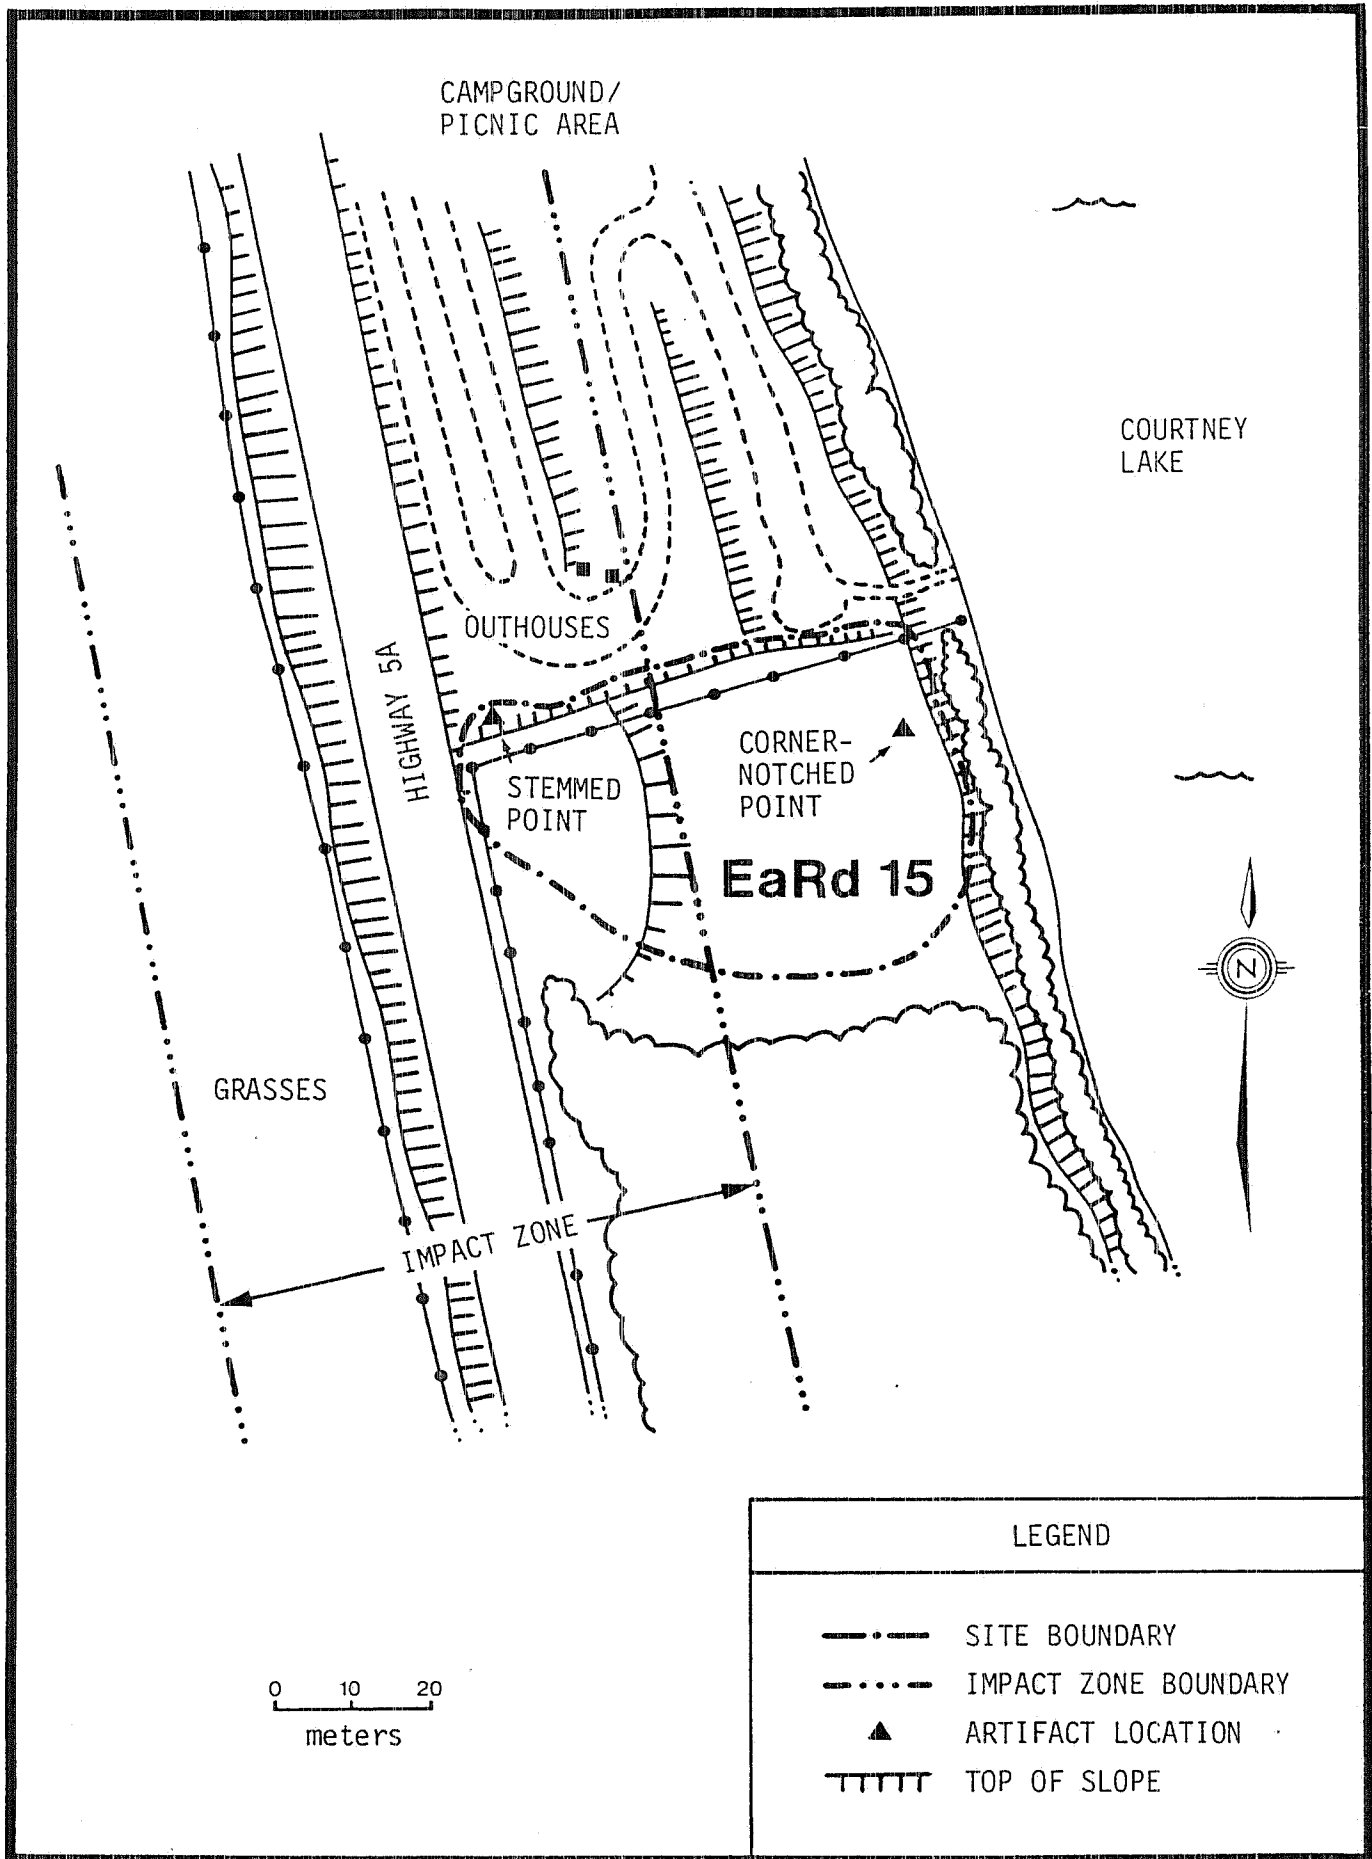 CAMPGROUND/
PICNIC AREA
COURTNEY
LAKE
OUTHOUSES
HIGHWAY 5A
STEMMED
POINT
CORNER-
NOTCHED
POINT
EaRd 15
N
GRASSES
IMPACT ZONE
LEGEND
SITE BOUNDARY
IMPACT ZONE BOUNDARY
ARTIFACT LOCATION
TOP OF SLOPE
0 10 20
meters